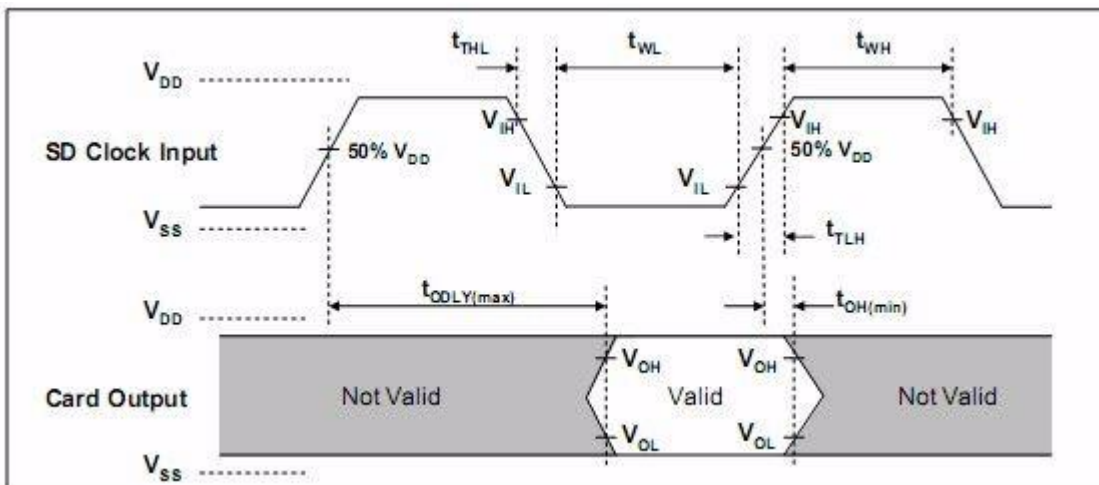 tTHL tWL tWH
VDD
VIH VIH VIH
SD Clock Input 50% VDD 50% VDD
VIL VIL
VSS
tTLH
tODLY(max) tOH(min)
VDD
VOH VOH
Card Output Not Valid Valid Not Valid
VOL VOL
VSS